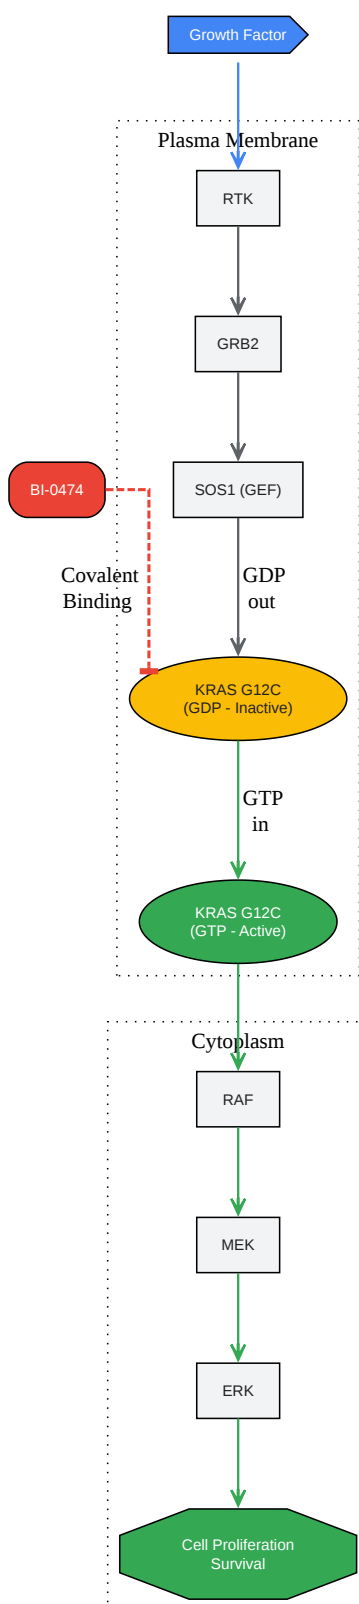 Growth Factor
Plasma Membrane
RTK
GRB2
BI-0474
SOS1 (GEF)
Covalent
Binding
GDP
out
KRAS G12C
(GDP - Inactive)
GTP
in
KRAS G12C
(GTP - Active)
Cytoplasm
RAF
MEK
ERK
Cell Proliferation
Survival